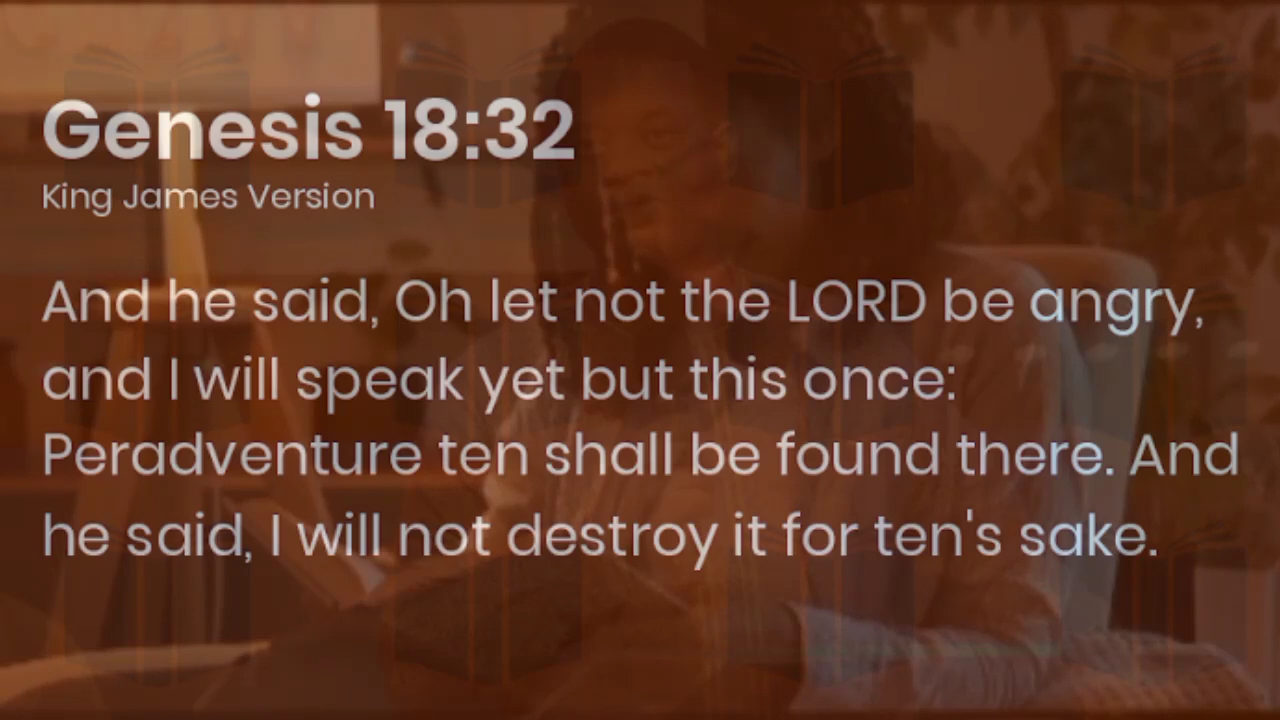 Genesis 18:32
King James Version
And he said, Oh let not the LORD be angry,
and I will speak yet but this once:
Peradventure ten shall be found there. And
he said, I will not destroy it for ten's sake.